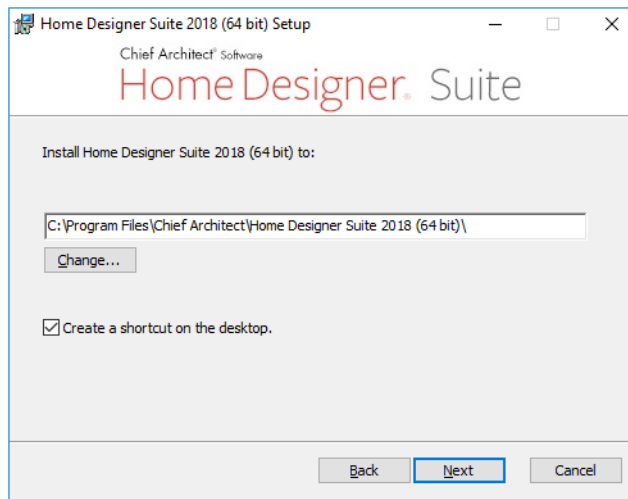 Home Designer Suite 2018 (64 bit) Setup
Chief Architect® Software
Home Designer® Suite
Install Home Designer Suite 2018 (64 bit) to:
C:\Program Files\Chief Architect\Home Designer Suite 2018 (64 bit)\
Change...
Create a shortcut on the desktop.
Back Next Cancel